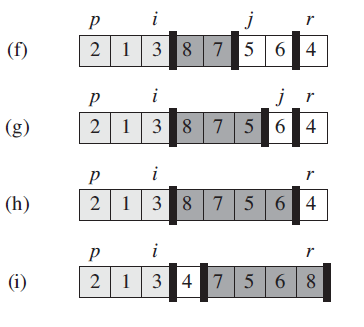 p i j r
(f) 2 1 3 8 7 5 6 4
p i j r
(g) 2 1 3 8 7 5 6 4
p i r
(h) 2 1 3 8 7 5 6 4
p i r
(i) 2 1 3 4 7 5 6 8